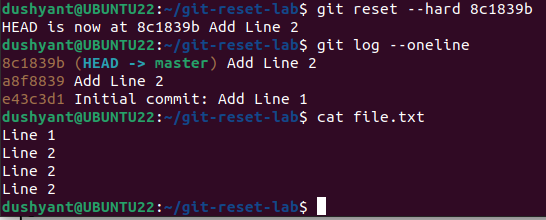 dushyant@UBUNTU22:~/git-reset-lab$ git reset --hard 8c1839b
HEAD is now at 8c1839b Add Line 2
dushyant@UBUNTU22:~/git-reset-lab$ git log --oneline
8c1839b (HEAD -> master) Add Line 2
a8f8839 Add Line 2
e43c3d1 Initial commit: Add Line 1
dushyant@UBUNTU22:~/git-reset-lab$ cat file.txt
Line 1
Line 2
Line 2
Line 2
dushyant@UBUNTU22:~/git-reset-lab$